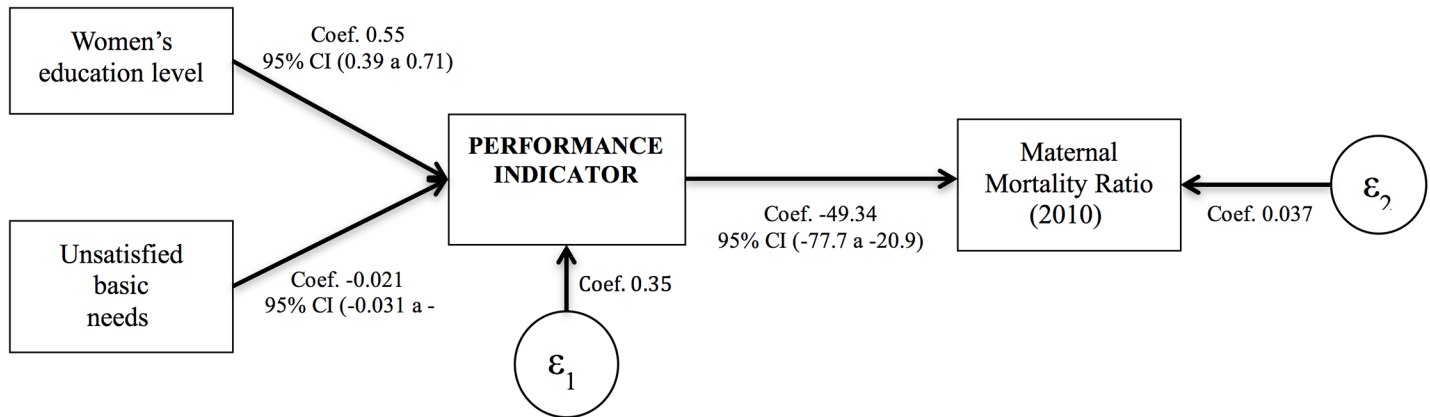 Women’s
education level
Coef. 0.55
95% CI (0.39 a 0.71)
PERFORMANCE
INDICATOR
Unsatisfied
basic
needs
Coef. -0.021
95% CI (-0.031 a -
Coef. 0.35
ε1
Coef. -49.34
95% CI (-77.7 a -20.9)
Maternal
Mortality Ratio
(2010)
Coef. 0.037
ε2